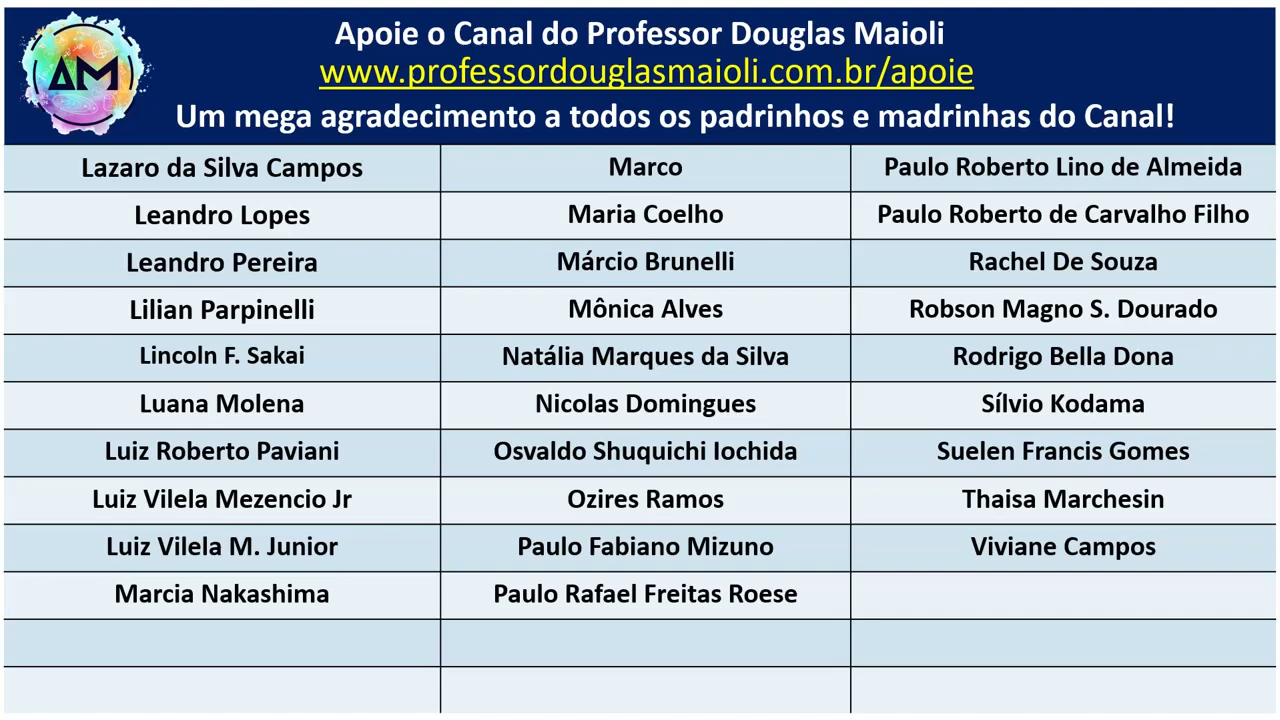 ΔM
Apoie o Canal do Professor Douglas Maioli
www.professordouglasmaioli.com.br/apoie
Um mega agradecimento a todos os padrinhos e madrinhas do Canal!
Lazaro da Silva Campos
Marco
Paulo Roberto Lino de Almeida
Leandro Lopes
Maria Coelho
Paulo Roberto de Carvalho Filho
Leandro Pereira
Márcio Brunelli
Rachel De Souza
Lilian Parpinelli
Mônica Alves
Robson Magno S. Dourado
Lincoln F. Sakai
Natália Marques da Silva
Rodrigo Bella Dona
Luana Molena
Nicolas Domingues
Sílvio Kodama
Luiz Roberto Paviani
Osvaldo Shuquichi Iochida
Suelen Francis Gomes
Luiz Vilela Mezencio Jr
Ozires Ramos
Thaisa Marchesin
Luiz Vilela M. Junior
Paulo Fabiano Mizuno
Viviane Campos
Marcia Nakashima
Paulo Rafael Freitas Roese